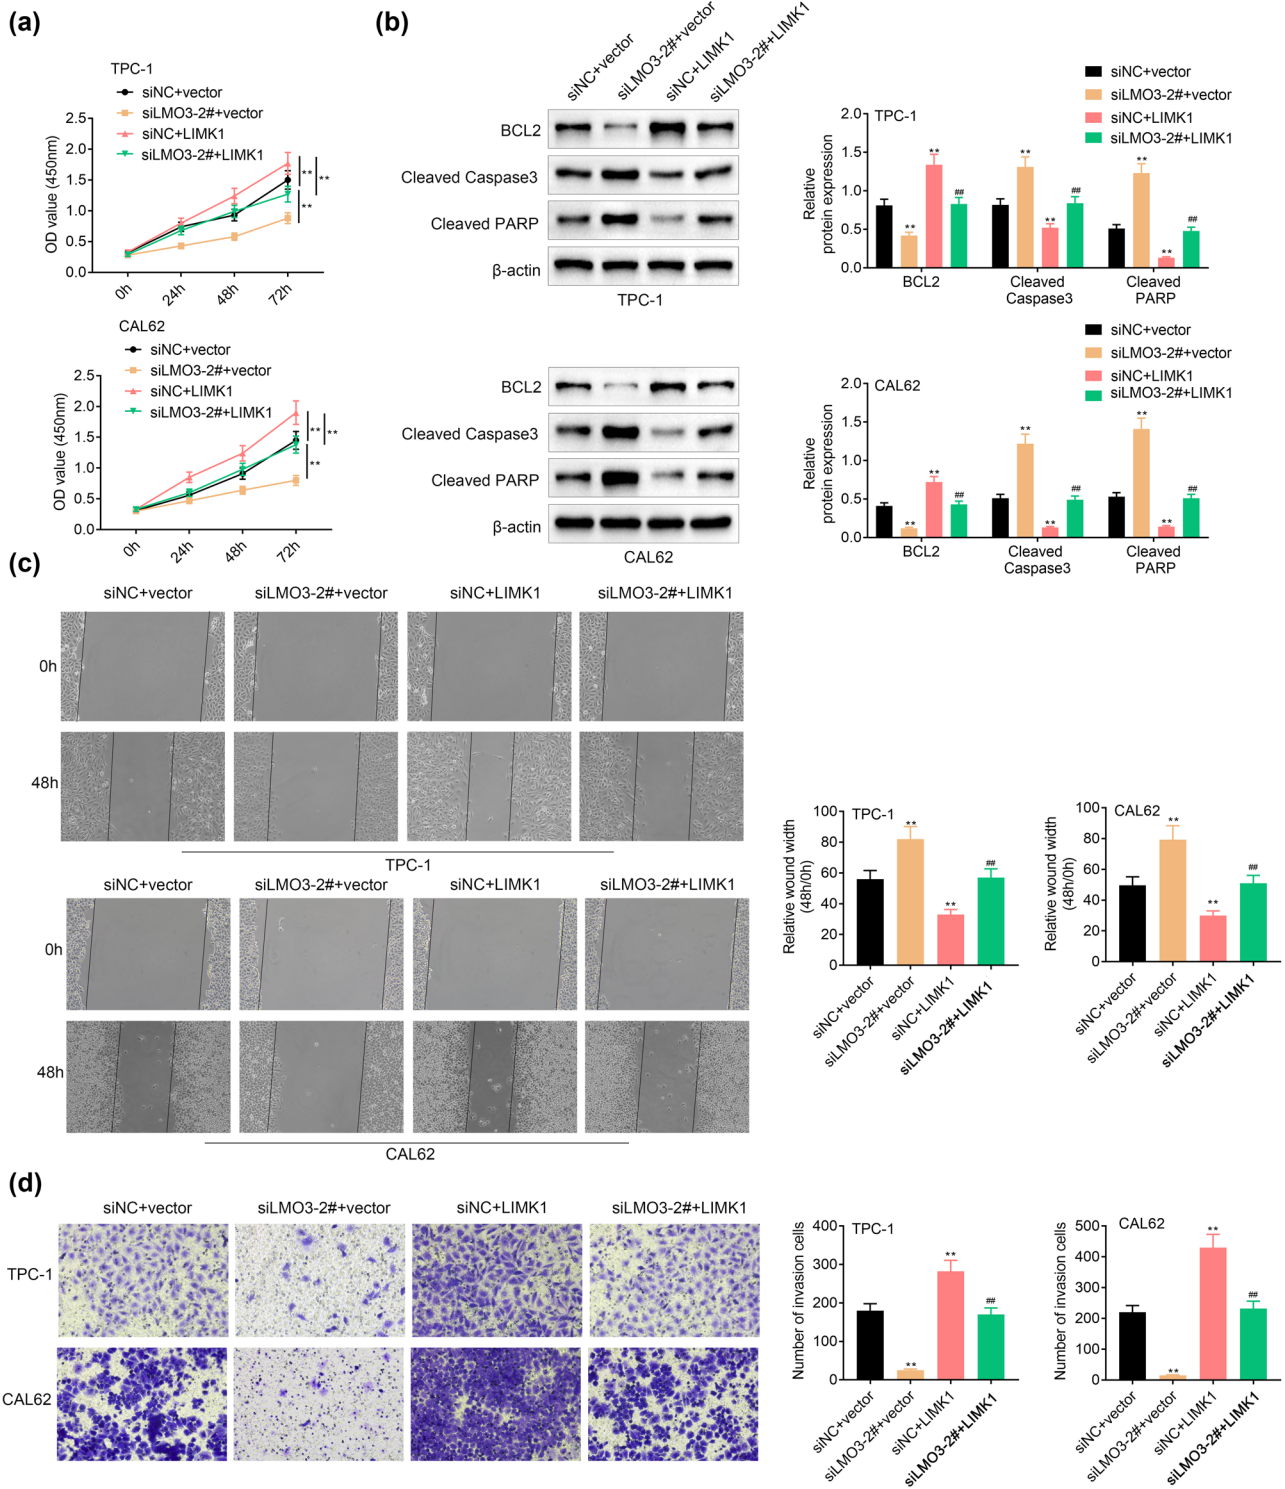 (a)
TPC-1
siNC+vector
siLMO3-2#+vector
siNC+LIMK1
siLMO3-2#+LIMK1
OD value (450nm)
2.5
2.0
1.5
1.0
0.5
0.0
0h
24h
48h
72h
**
**
**
CAL62
siNC+vector
siLMO3-2#+vector
siNC+LIMK1
siLMO3-2#+LIMK1
OD value (450nm)
2.5
2.0
1.5
1.0
0.5
0.0
0h
24h
48h
72h
**
**
**
(b)
siNC+vector
siLMO3-2#+vector
siNC+LIMK1
siLMO3-2#+LIMK1
BCL2
Cleaved Caspase3
Cleaved PARP
β-actin
TPC-1
BCL2
Cleaved Caspase3
Cleaved PARP
β-actin
CAL62
siNC+vector
siLMO3-2#+vector
siNC+LIMK1
siLMO3-2#+LIMK1
TPC-1
Relative
protein expression
2.0
1.5
1.0
0.5
0.0
**
**
##
**
**
##
**
**
##
BCL2
Cleaved
Caspase3
Cleaved
PARP
siNC+vector
siLMO3-2#+vector
siNC+LIMK1
siLMO3-2#+LIMK1
CAL62
Relative
protein expression
2.0
1.5
1.0
0.5
0.0
**
**
##
**
**
##
**
**
##
BCL2
Cleaved
Caspase3
Cleaved
PARP
(c)
siNC+vector
siLMO3-2#+vector
siNC+LIMK1
siLMO3-2#+LIMK1
0h
48h
TPC-1
siNC+vector
siLMO3-2#+vector
siNC+LIMK1
siLMO3-2#+LIMK1
0h
48h
CAL62
TPC-1
Relative wound width
(48h/0h)
100
80
60
40
20
0
**
**
##
siNC+vector
siLMO3-2#+vector
siNC+LIMK1
siLMO3-2#+LIMK1
CAL62
Relative wound width
(48h/0h)
100
80
60
40
20
0
**
**
##
siNC+vector
siLMO3-2#+vector
siNC+LIMK1
siLMO3-2#+LIMK1
(d)
siNC+vector
siLMO3-2#+vector
siNC+LIMK1
siLMO3-2#+LIMK1
TPC-1
CAL62
TPC-1
Number of invasion cells
400
300
200
100
0
**
**
##
siNC+vector
siLMO3-2#+vector
siNC+LIMK1
siLMO3-2#+LIMK1
CAL62
Number of invasion cells
500
400
300
200
100
0
**
**
##
siNC+vector
siLMO3-2#+vector
siNC+LIMK1
siLMO3-2#+LIMK1